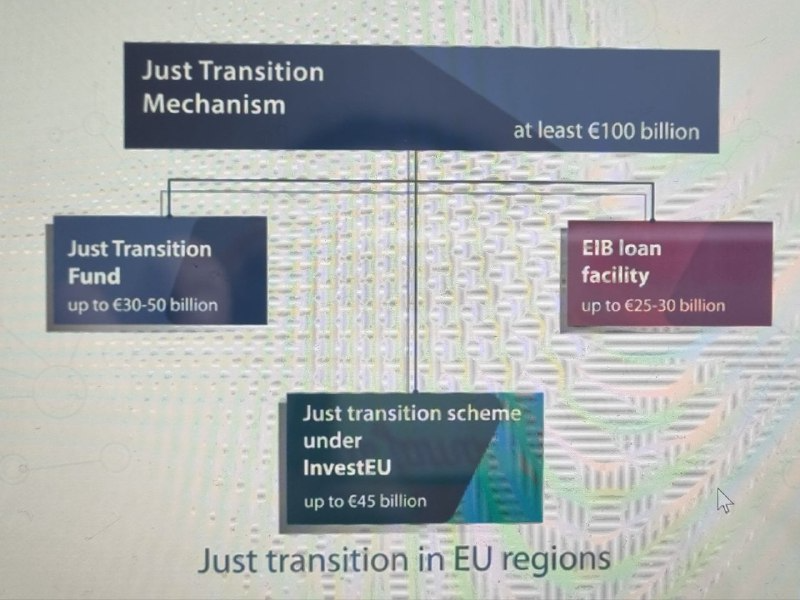 Just Transition
Mechanism
at least €100 billion
Just Transition
Fund
up to €30-50 billion
EIB loan
facility
up to €25-30 billion
Just transition scheme
under
InvestEU
up to €45 billion
Just transition in EU regions